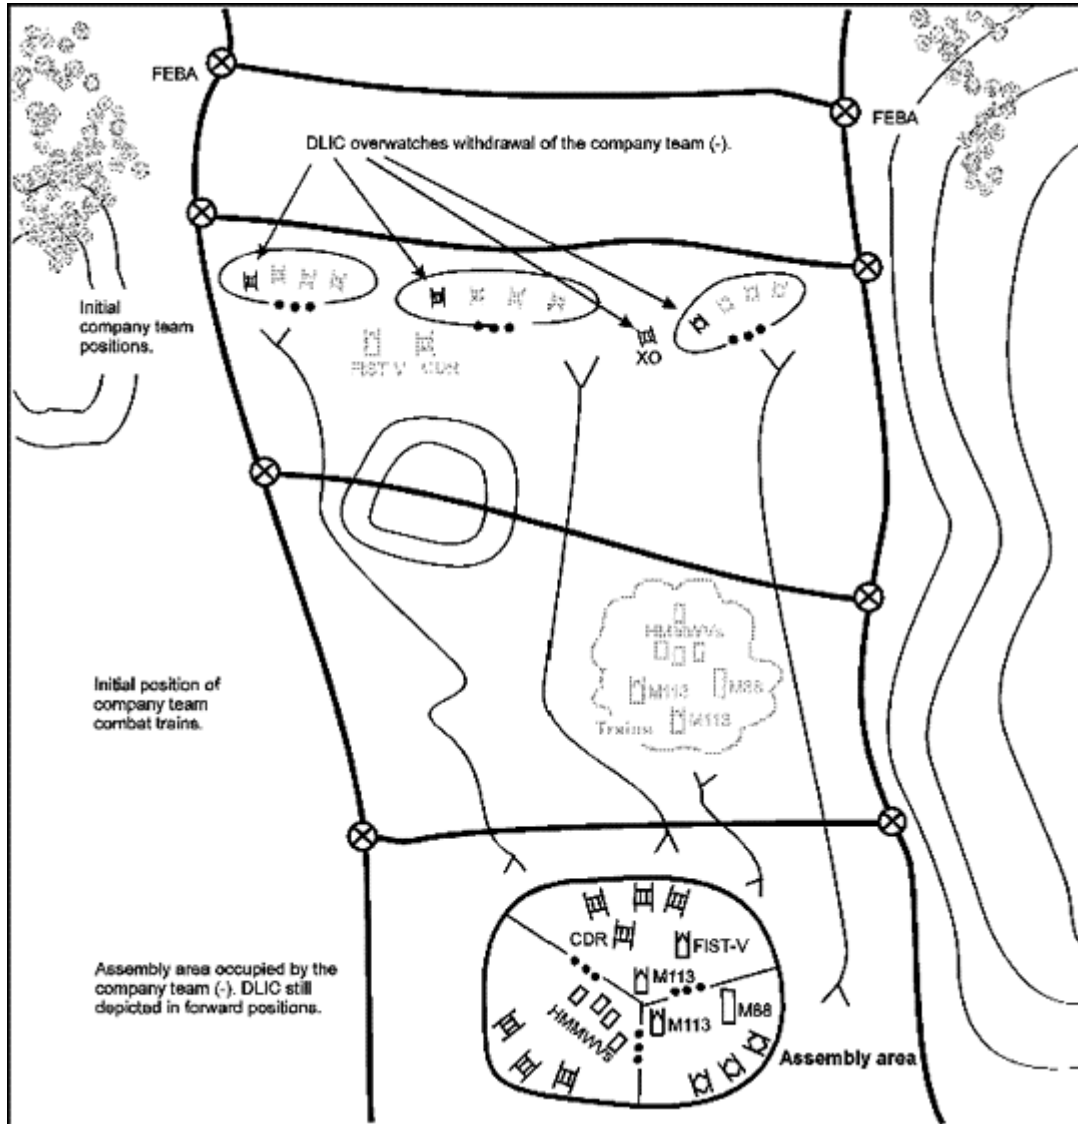 FEBA
FEBA
DLIC overwatches withdrawal of the company team (-).
Initial
company team
positions.
XO
FIST-V CDR
HMMWVs
M113 M88
Trains M113
Initial position of
company team
combat trains.
CDR FIST-V
M113
HMMWVS M113 M88
Assembly area occupied by the
company team (-). DLIC still
depicted in forward positions.
Assembly area